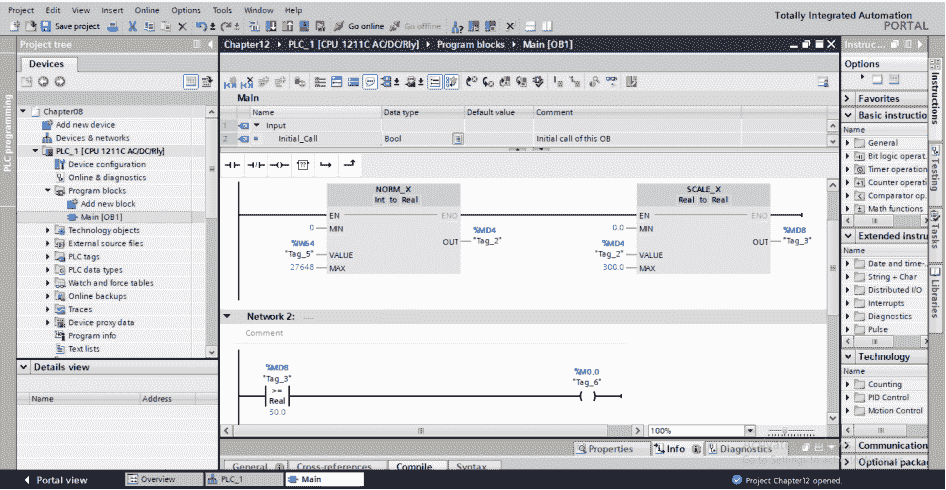 Project Edit View Insert Online Options Tools Window Help
Totally Integrated Automation
PORTAL
Save project
Go online
Go offline
Project tree
Chapter12 PLC_1 [CPU 1211C AC/DC/Rly] Program blocks Main [OB1]
Instruc...
Devices
Options
PLC programming
Chapter08
Add new device
Devices & networks
PLC_1 [CPU 1211C AC/DC/Rly]
Device configuration
Online & diagnostics
Program blocks
Add new block
Main [OB1]
Technology objects
External source files
PLC tags
PLC data types
Watch and force tables
Online backups
Traces
Device proxy data
Program info
Text lists
Details view
Name Address
Main
Name Data type Default value Comment
1 Input
2 Initial_Call Bool Initial call of this OB
NORM_X
Int to Real
EN ENO
0 MIN
%IW64
"Tag_5" VALUE
27648 MAX
OUT
%MD4
"Tag_2"
SCALE_X
Real to Real
EN ENO
0.0 MIN
%MD4
"Tag_2" VALUE
300.0 MAX
OUT
%MD8
"Tag_3"
Network 2: .....
Comment
%MD8
"Tag_3"
>=
Real
50.0
%M0.0
"Tag_6"
100%
Properties Info Diagnostics
General Cross-references Compile Syntax
Favorites
Basic instructio
Name
General
Bit logic operat..
Timer operatio
Counter operati
Comparator op.
Math functions
Extended instru
Name
Date and time-..
String + Char
Distributed I/O
Interrupts
Diagnostics
Pulse
Technology
Name
Counting
PID Control
Motion Control
Communication
Optional packag
Instructions
Testing
Tasks
Libraries
Portal view Overview PLC_1 Main
Project Chapter12 opened.